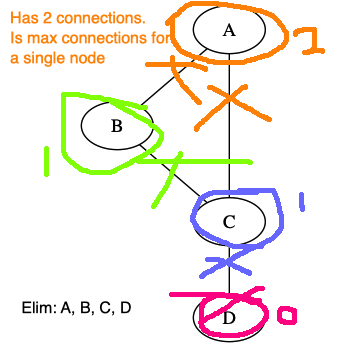 Has 2 connections.
Is max connections for
a single node
A
2
B
1
C
1
Elim: A, B, C, D
D
0